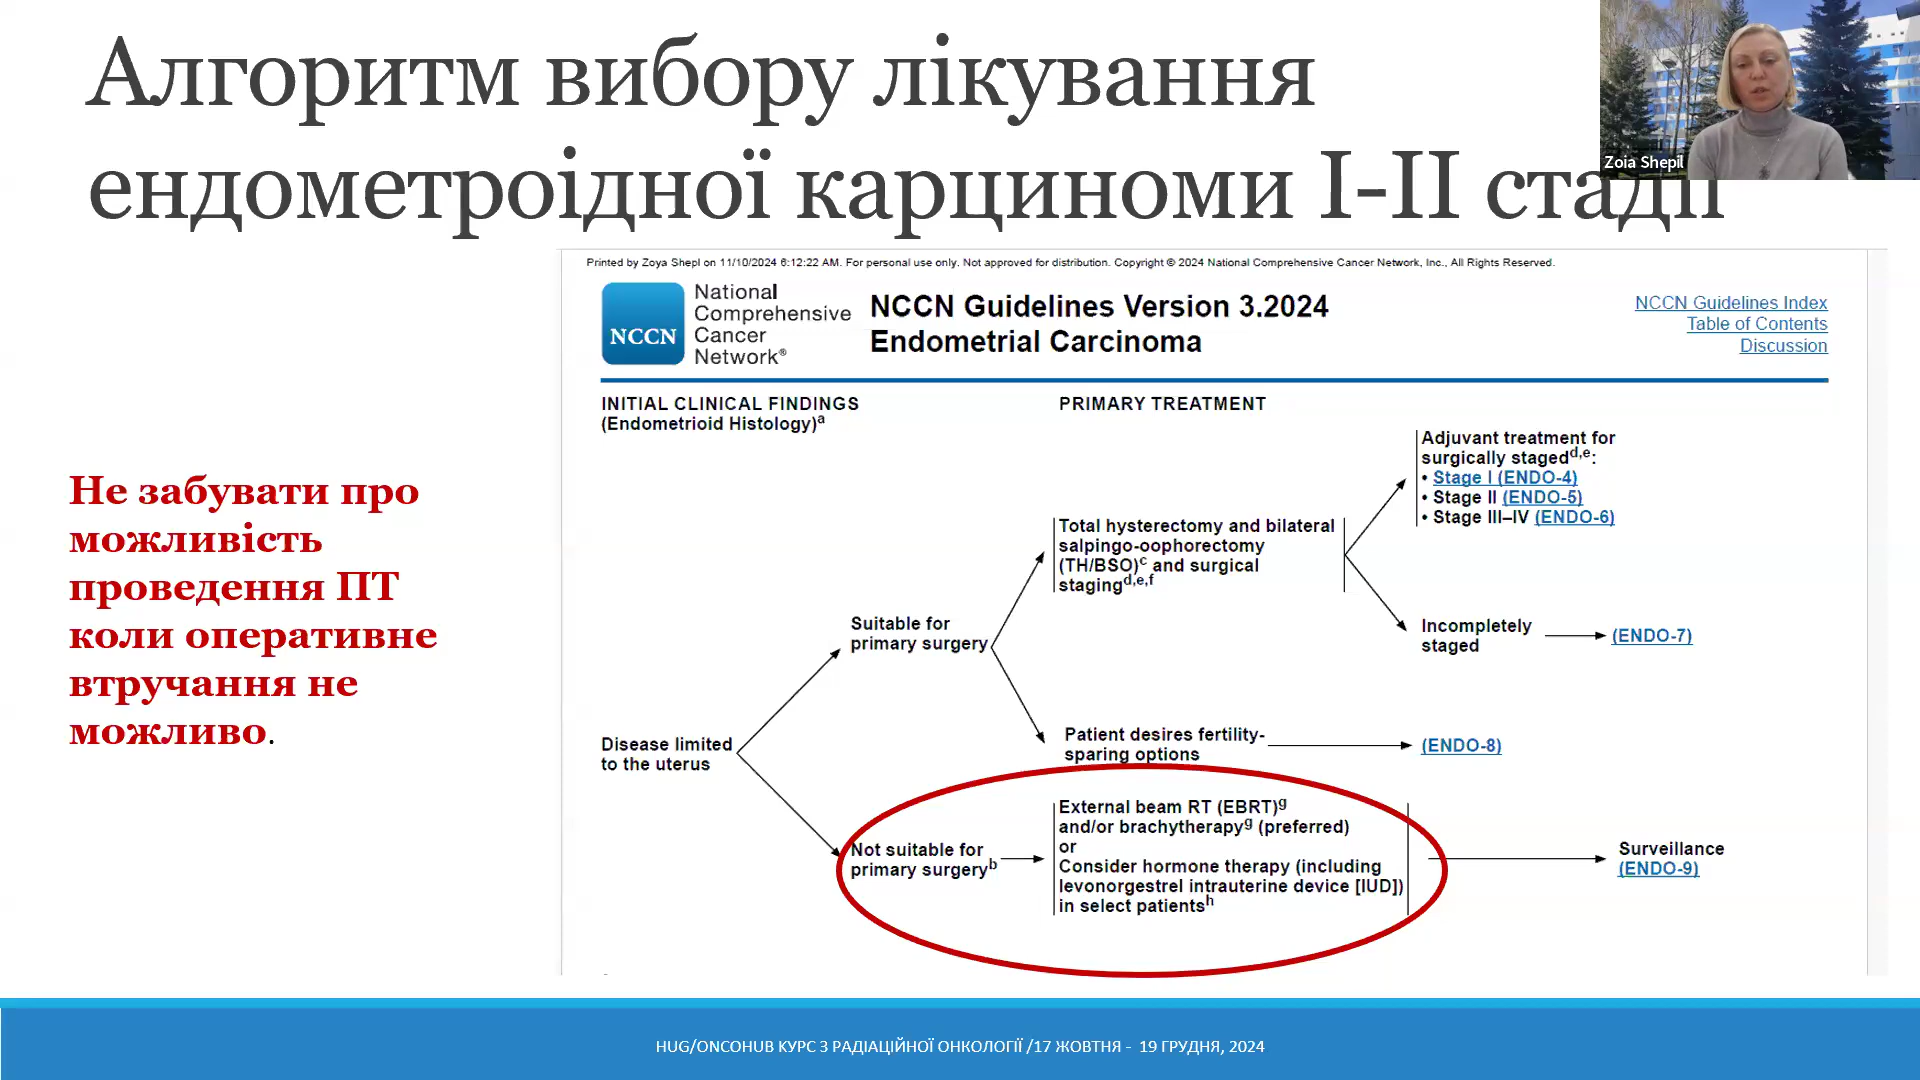 Алгоритм вибору лікування
ендометроідної карциноми І-ІІ стадії
Zoia Shepil
Не забувати про
можливість
проведення ПТ
коли оперативне
втручання не
можливо.
Printed by Zoya Shepl on 11/10/2024 6:12:22 AM. For personal use only. Not approved for distribution. Copyright © 2024 National Comprehensive Cancer Network, Inc., All Rights Reserved.
NCCN
National
Comprehensive
Cancer
Network®
NCCN Guidelines Version 3.2024
Endometrial Carcinoma
NCCN Guidelines Index
Table of Contents
Discussion
INITIAL CLINICAL FINDINGS
(Endometrioid Histology)a
PRIMARY TREATMENT
Adjuvant treatment for
surgically stagedd,e:
• Stage I (ENDO-4)
• Stage II (ENDO-5)
• Stage III–IV (ENDO-6)
Total hysterectomy and bilateral
salpingo-oophorectomy
(TH/BSO)c and surgical
stagingd,e,f
Suitable for
primary surgery
Incompletely
staged
(ENDO-7)
Disease limited
to the uterus
Patient desires fertility-
sparing options
(ENDO-8)
Not suitable for
primary surgeryb
External beam RT (EBRT)g
and/or brachytherapyg (preferred)
or
Consider hormone therapy (including
levonorgestrel intrauterine device [IUD])
in select patientsh
Surveillance
(ENDO-9)
HUG/ONCOHUB КУРС З РАДІАЦІЙНОЇ ОНКОЛОГІЇ /17 ЖОВТНЯ - 19 ГРУДНЯ, 2024